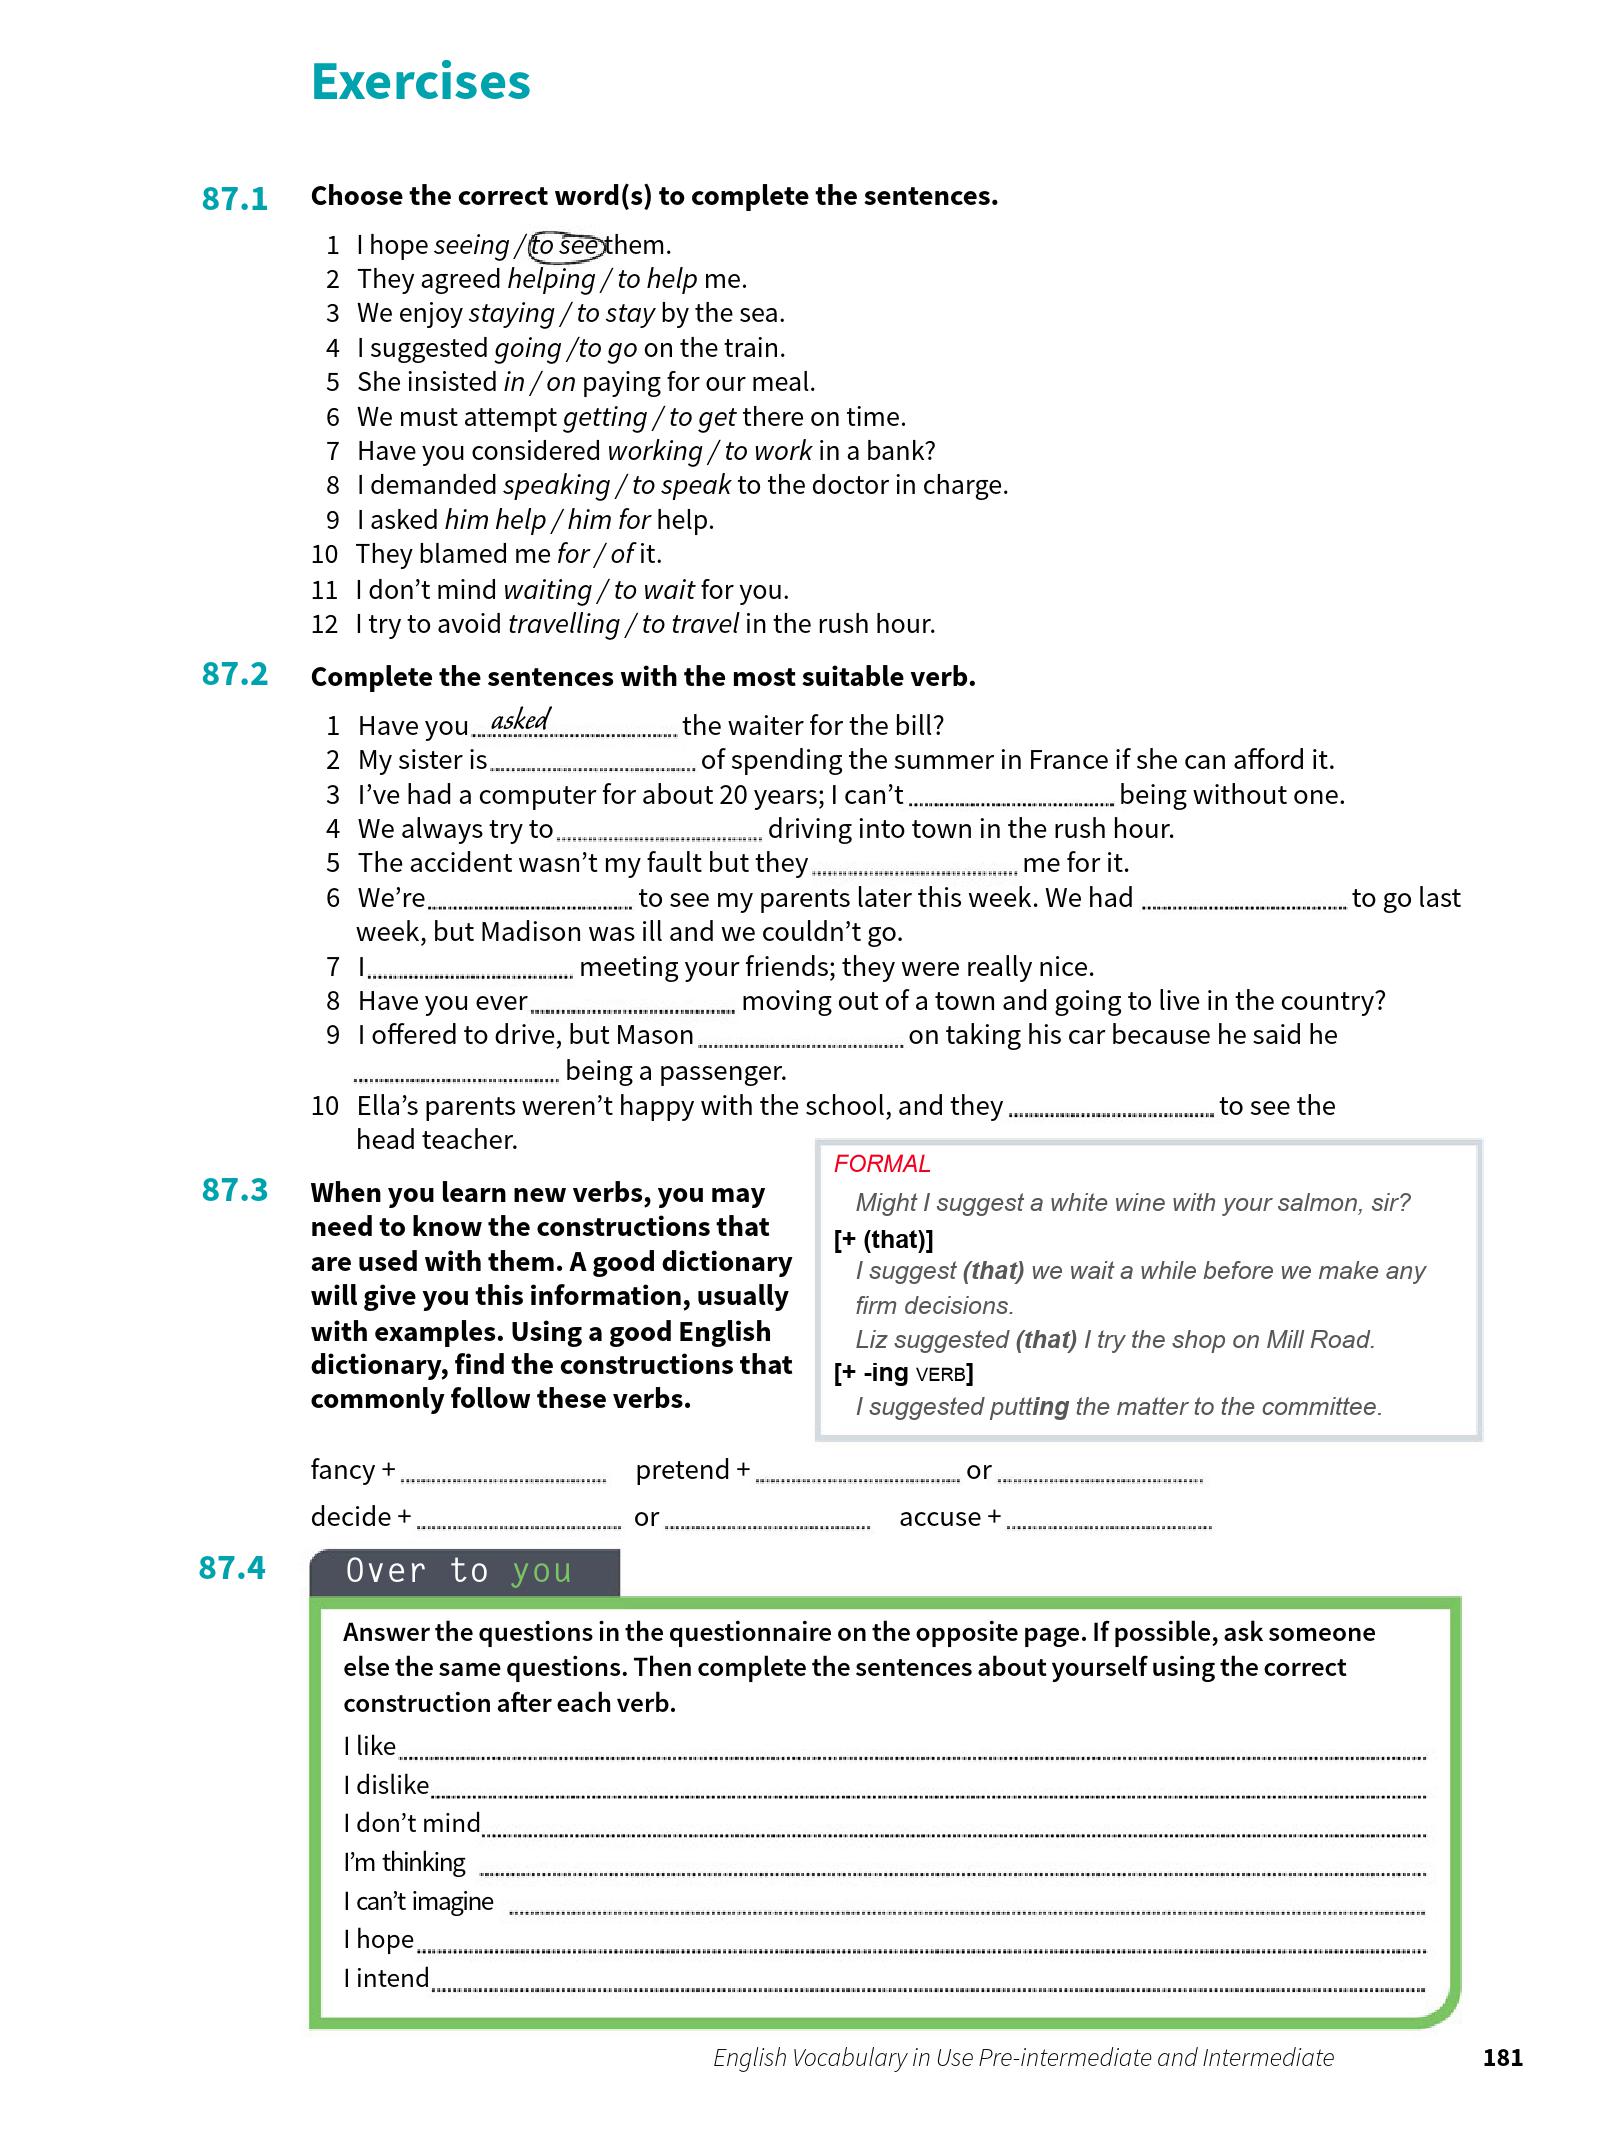 Exercises
87.1 Choose the correct word(s) to complete the sentences.
1 I hope seeing / to see them.
2 They agreed helping / to help me.
3 We enjoy staying / to stay by the sea.
4 I suggested going /to go on the train.
5 She insisted in / on paying for our meal.
6 We must attempt getting / to get there on time.
7 Have you considered working / to work in a bank?
8 I demanded speaking / to speak to the doctor in charge.
9 I asked him help / him for help.
10 They blamed me for / of it.
11 I don't mind waiting / to wait for you.
12 I try to avoid travelling / to travel in the rush hour.
87.2 Complete the sentences with the most suitable verb.
1 Have you asked the waiter for the bill?
2 My sister is ............ of spending the summer in France if she can afford it.
3 I've had a computer for about 20 years; I can't ............ being without one.
4 We always try to ............ driving into town in the rush hour.
5 The accident wasn't my fault but they ............ me for it.
6 We're ............ to see my parents later this week. We had ............ to go last
week, but Madison was ill and we couldn't go.
7 I ............ meeting your friends; they were really nice.
8 Have you ever ............ moving out of a town and going to live in the country?
9 I offered to drive, but Mason ............ on taking his car because he said he
............ being a passenger.
10 Ella's parents weren't happy with the school, and they ............ to see the
head teacher.
87.3 When you learn new verbs, you may
need to know the constructions that
are used with them. A good dictionary
will give you this information, usually
with examples. Using a good English
dictionary, find the constructions that
commonly follow these verbs.
FORMAL
Might I suggest a white wine with your salmon, sir?
[+ (that)]
I suggest (that) we wait a while before we make any
firm decisions.
Liz suggested (that) I try the shop on Mill Road.
[+ -ing VERB]
I suggested putting the matter to the committee.
fancy + ............ pretend + ............ or ............
decide + ............ or ............ accuse + ............
87.4 Over to you
Answer the questions in the questionnaire on the opposite page. If possible, ask someone
else the same questions. Then complete the sentences about yourself using the correct
construction after each verb.
I like ............
I dislike ............
I don't mind ............
I'm thinking ............
I can't imagine ............
I hope ............
I intend ............
English Vocabulary in Use Pre-intermediate and Intermediate 181